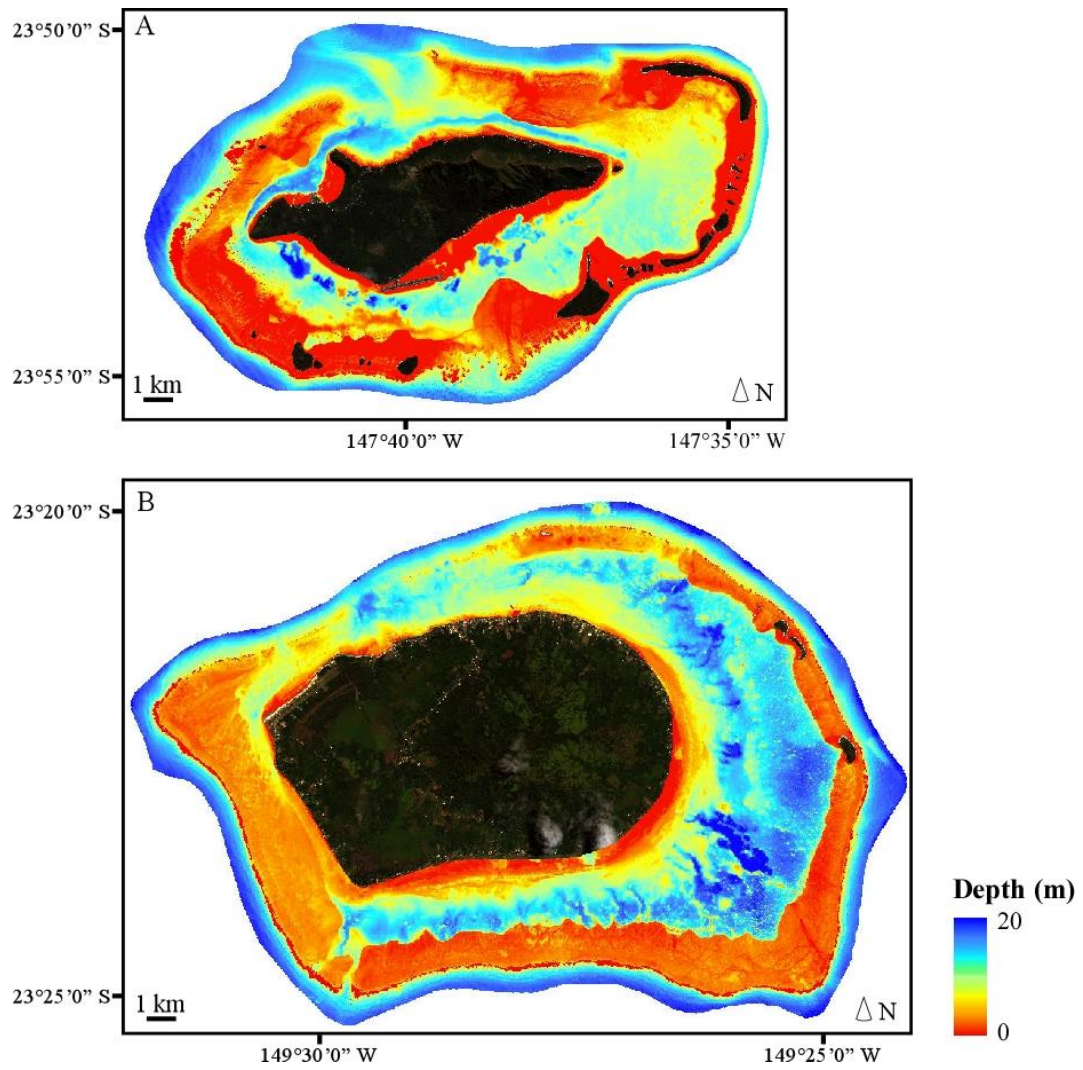 A
23°50'0” S
23°55'0” S
1 km
N
147°40'0” W
147°35'0” W
B
23°20'0” S
23°25'0” S
1 km
N
149°30'0” W
149°25'0” W
Depth (m)
20
0